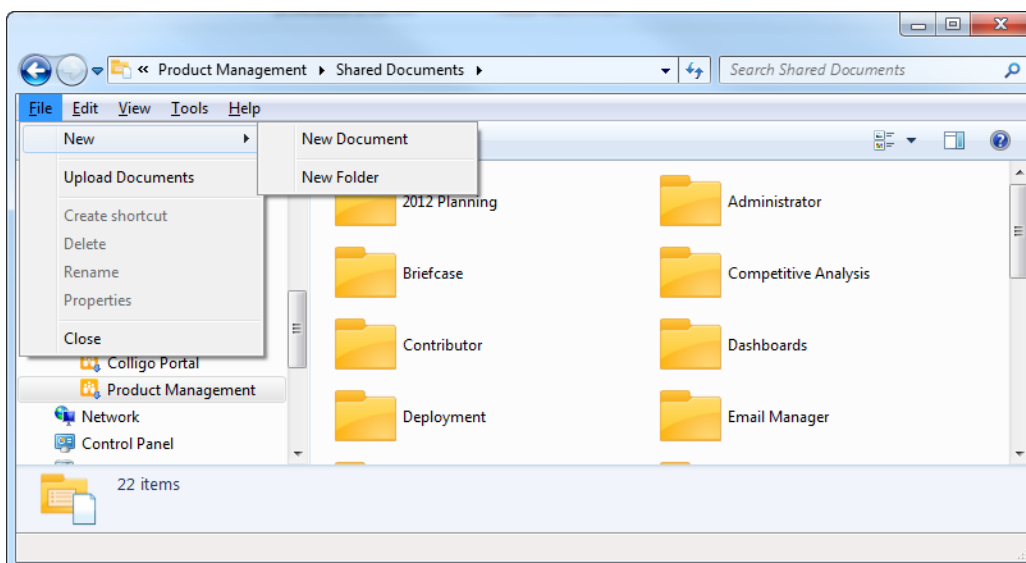 « Product Management Shared Documents
Search Shared Documents
File Edit View Tools Help
New
New Document
Upload Documents
New Folder
Create shortcut
Delete
Rename
Properties
Close
2012 Planning
Administrator
Briefcase
Competitive Analysis
Contributor
Dashboards
Deployment
Email Manager
Colligo Portal
Product Management
Network
Control Panel
22 items